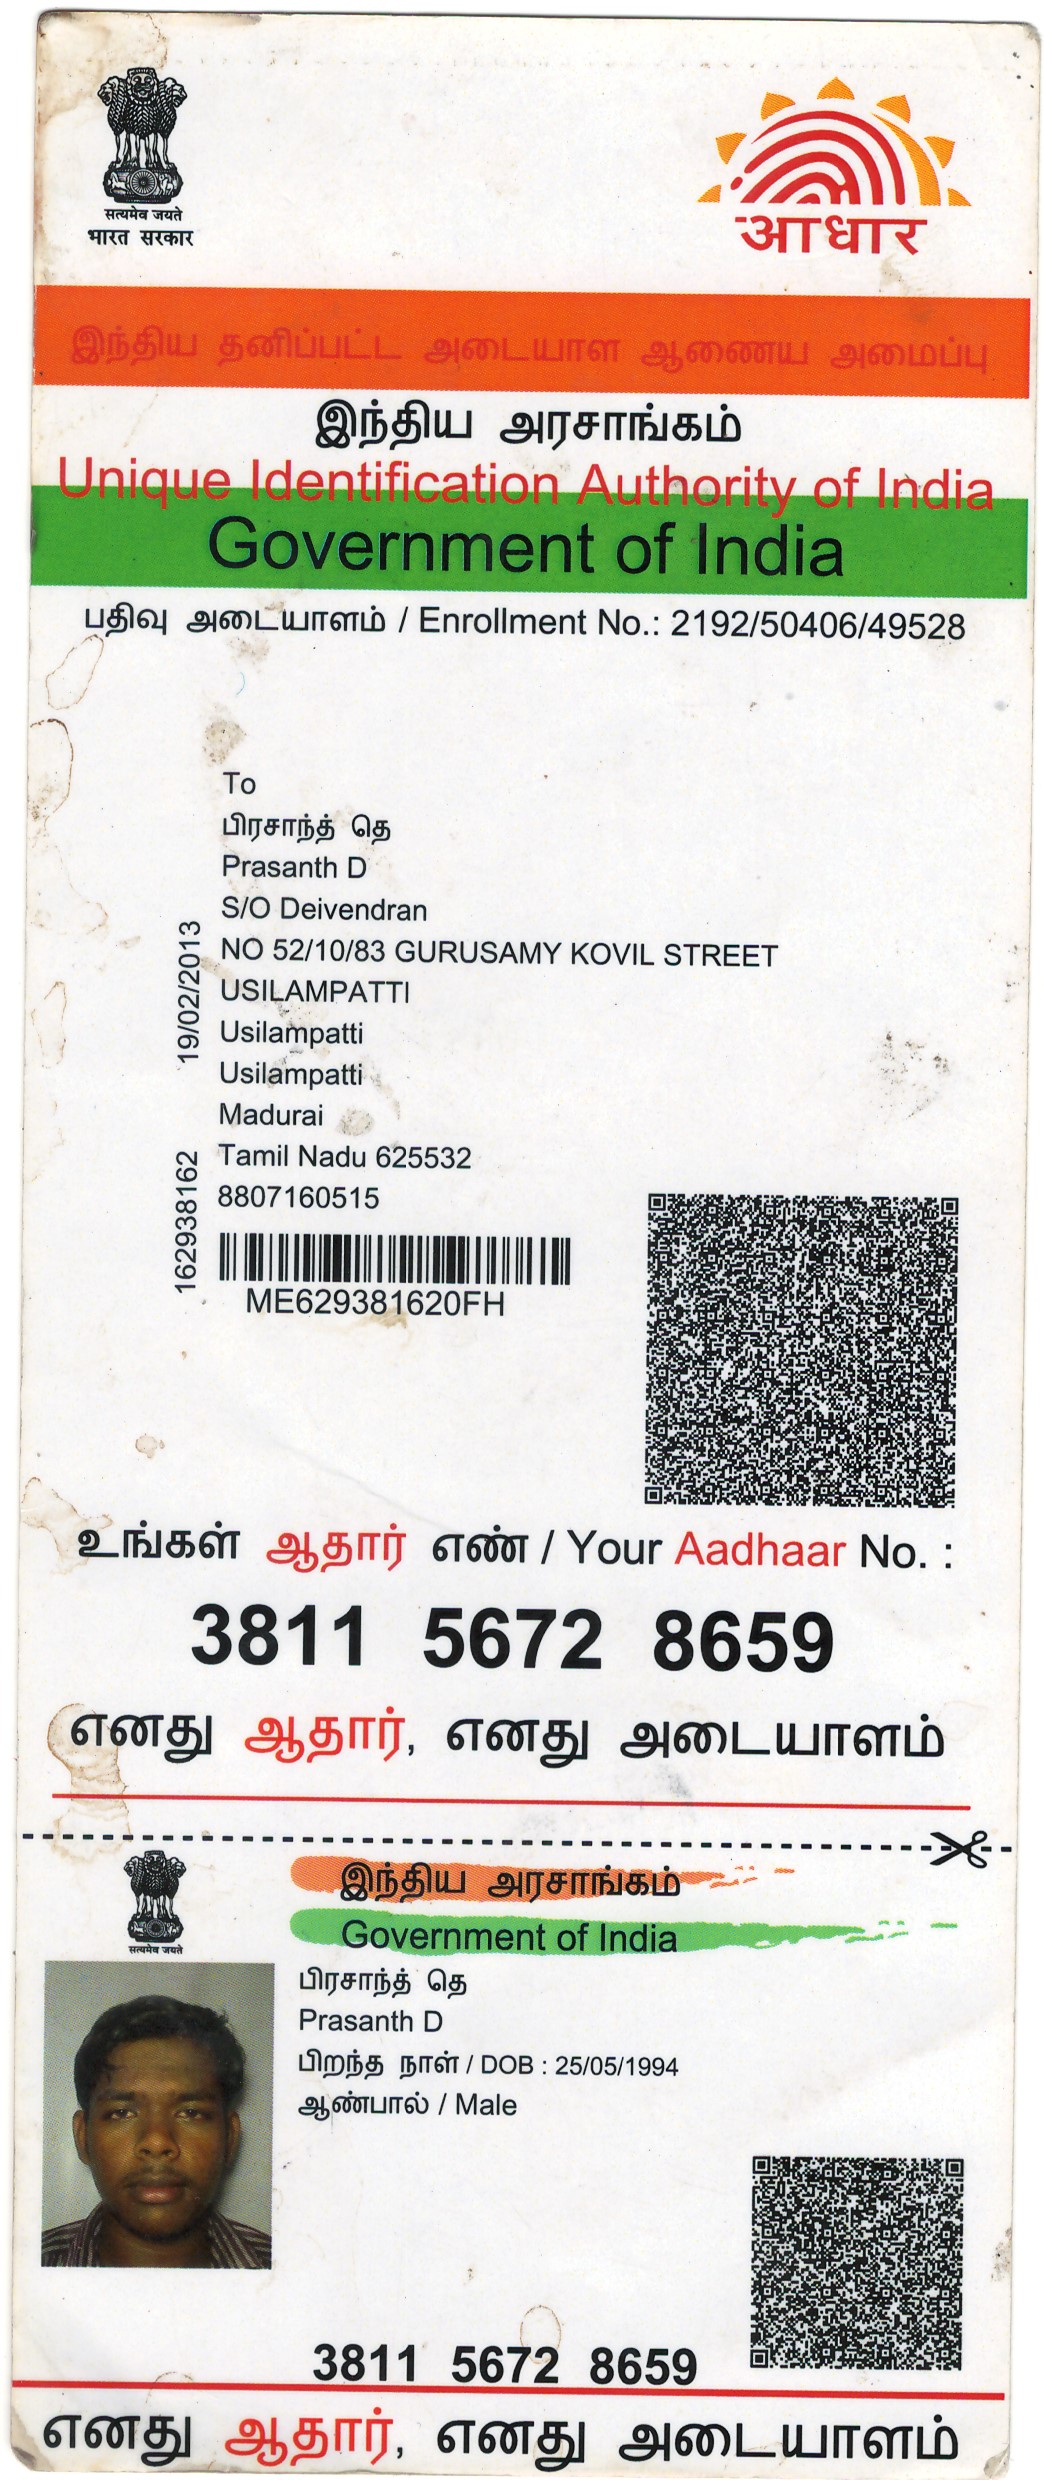 सत्यमेव जयते
भारत सरकार
आधार
இந்திய தனிப்பட்ட அடையாள ஆணைய அமைப்பு
இந்திய அரசாங்கம்
Unique Identification Authority of India
Government of India
பதிவு அடையாளம் / Enrollment No.: 2192/50406/49528
To
பிரசாந்த் தெ
Prasanth D
S/O Deivendran
NO 52/10/83 GURUSAMY KOVIL STREET
USILAMPATTI
Usilampatti
Usilampatti
Madurai
Tamil Nadu 625532
8807160515
19/02/2013
162938162
ME629381620FH
உங்கள் ஆதார் எண் / Your Aadhaar No. :
3811 5672 8659
எனது ஆதார், எனது அடையாளம்
सत्यमेव जयते
இந்திய அரசாங்கம்
Government of India
பிரசாந்த் தெ
Prasanth D
பிறந்த நாள் / DOB : 25/05/1994
ஆண்பால் / Male
3811 5672 8659
எனது ஆதார், எனது அடையாளம்